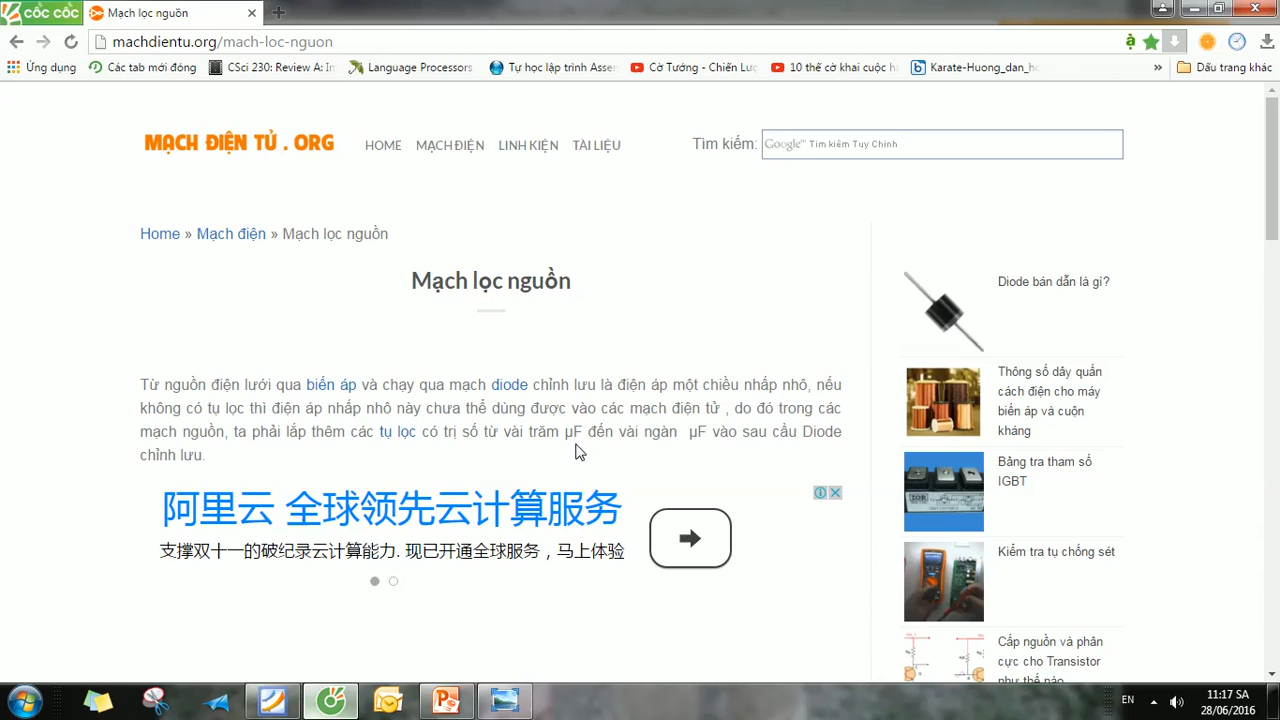 cốc cốc
Mạch lọc nguồn
machdientu.org/mach-loc-nguon
Ứng dụng
Các tab mới đóng
CSci 230: Review A: In
Language Processors
Tự học lập trình Asse
Cờ Tướng - Chiến Lư
10 thế cờ khai cuộc h
Karate-Huong_dan_h
»
Dấu trang khác
MẠCH ĐIỆN TỬ . ORG
HOME
MẠCH ĐIỆN
LINH KIỆN
TÀI LIỆU
Tìm kiếm:
Google™ Tìm kiếm Tùy Chỉnh
Home » Mạch điện » Mạch lọc nguồn
Mạch lọc nguồn
Từ nguồn điện lưới qua biến áp và chạy qua mạch diode chỉnh lưu là điện áp một chiều nhấp nhô, nếu
không có tụ lọc thì điện áp nhấp nhô này chưa thể dùng được vào các mạch điện tử , do đó trong các
mạch nguồn, ta phải lắp thêm các tụ lọc có trị số từ vài trăm µF đến vài ngàn µF vào sau cầu Diode
chỉnh lưu.
阿里云 全球领先云计算服务
支撑双十一的破纪录云计算能力. 现已开通全球服务，马上体验
Diode bán dẫn là gì?
Thông số dây quấn
cách điện cho máy
biến áp và cuộn
kháng
Bảng tra tham số
IGBT
Kiểm tra tụ chống sét
Cấp nguồn và phân
cực cho Transistor
như thế nào
EN
11:17 SA
28/06/2016